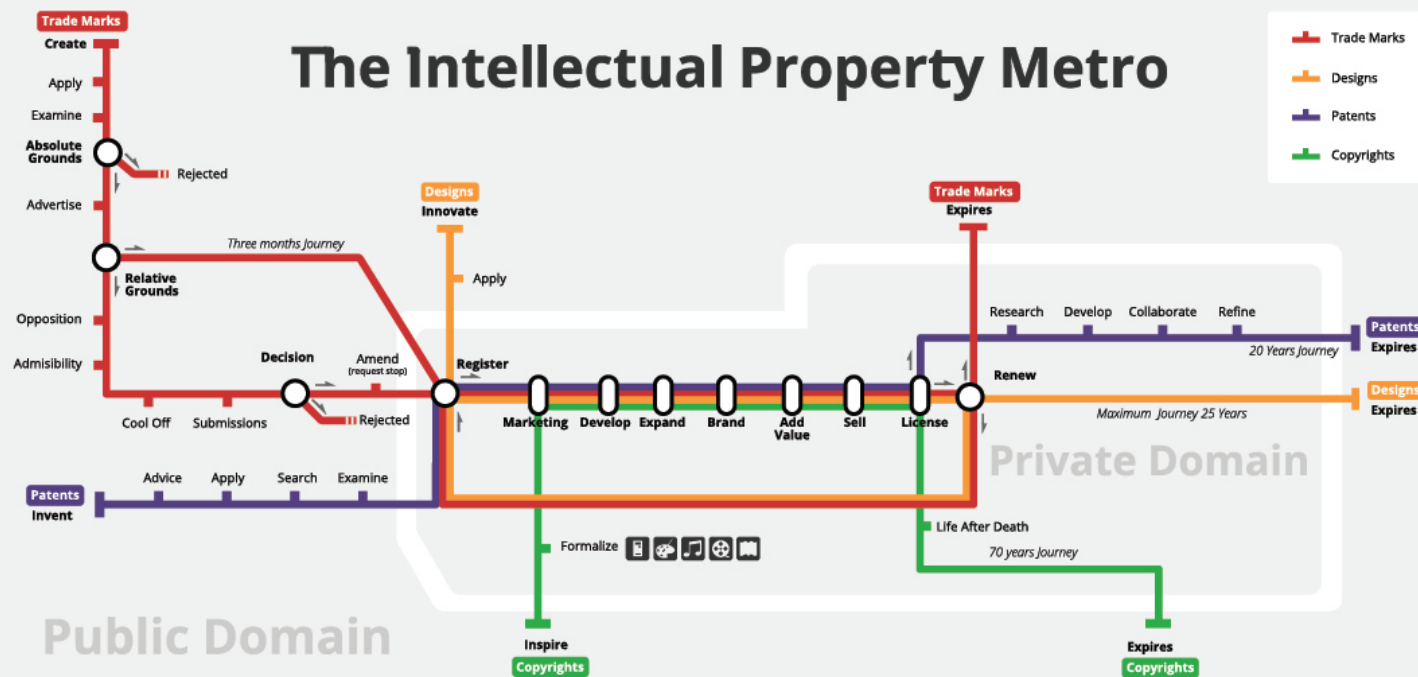 The Intellectual Property Metro
Trade Marks
Create
Apply
Examine
Absolute
Grounds
Rejected
Advertise
Three months Journey
Relative
Grounds
Opposition
Admisibility
Cool Off
Submissions
Decision
Rejected
Amend
(request stop)
Designs
Innovate
Apply
Register
Patents
Invent
Advice
Apply
Search
Examine
Marketing
Develop
Expand
Brand
Add
Value
Sell
License
Renew
Trade Marks
Expires
Research
Develop
Collaborate
Refine
20 Years Journey
Patents
Expires
Designs
Expires
Maximum Journey 25 Years
Private Domain
Life After Death
70 years Journey
Formalize
Inspire
Copyrights
Expires
Copyrights
Public Domain
Trade Marks
Designs
Patents
Copyrights